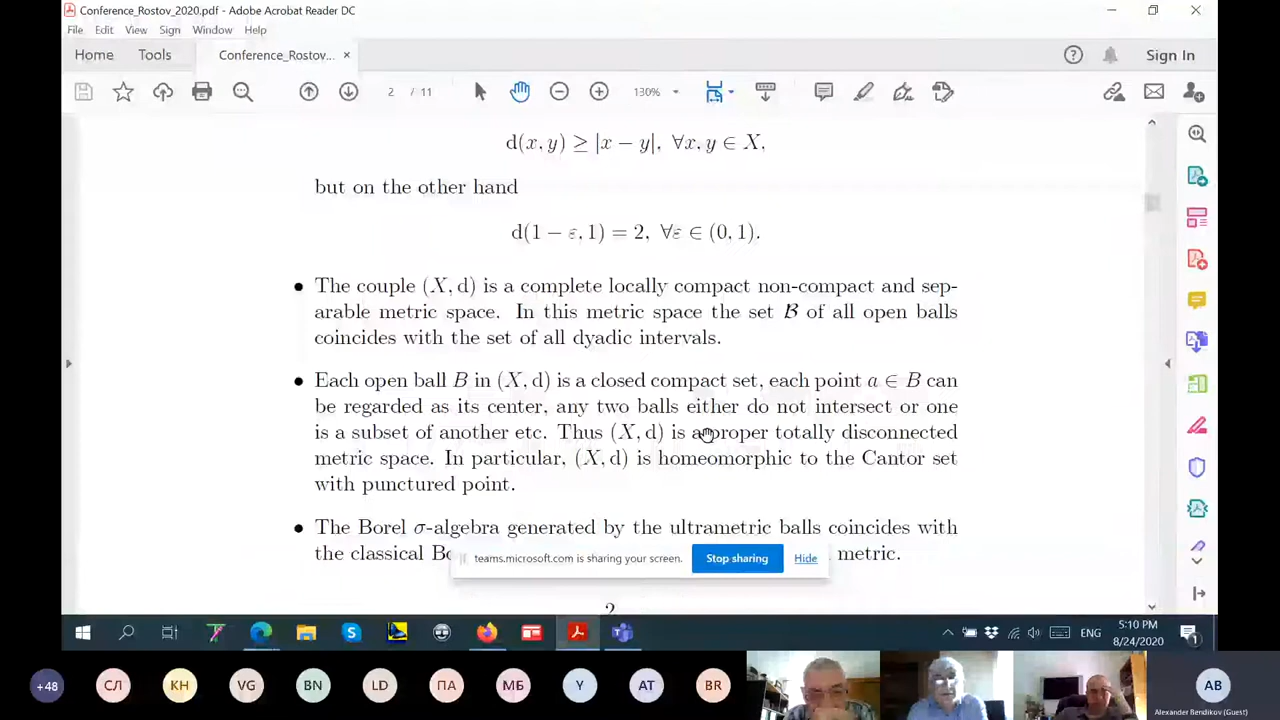 Conference_Rostov_2020.pdf - Adobe Acrobat Reader DC
File Edit View Sign Window Help
Home Tools Conference_Rostov... × Sign In
2 / 11 130%
d(x, y) ≥ |x − y|, ∀x, y ∈ X,
but on the other hand
d(1 − ε, 1) = 2, ∀ε ∈ (0, 1).
• The couple (X, d) is a complete locally compact non-compact and sep-
arable metric space. In this metric space the set B of all open balls
coincides with the set of all dyadic intervals.
• Each open ball B in (X, d) is a closed compact set, each point a ∈ B can
be regarded as its center, any two balls either do not intersect or one
is a subset of another etc. Thus (X, d) is a proper totally disconnected
metric space. In particular, (X, d) is homeomorphic to the Cantor set
with punctured point.
• The Borel σ-algebra generated by the ultrametric balls coincides with
the classical metric.
teams.microsoft.com is sharing your screen. Stop sharing Hide
2
ENG
5:10 PM
8/24/2020
+48 СЛ КН VG BN LD ПА МБ Y AT BR AB
Alexander Bendikov (Guest)